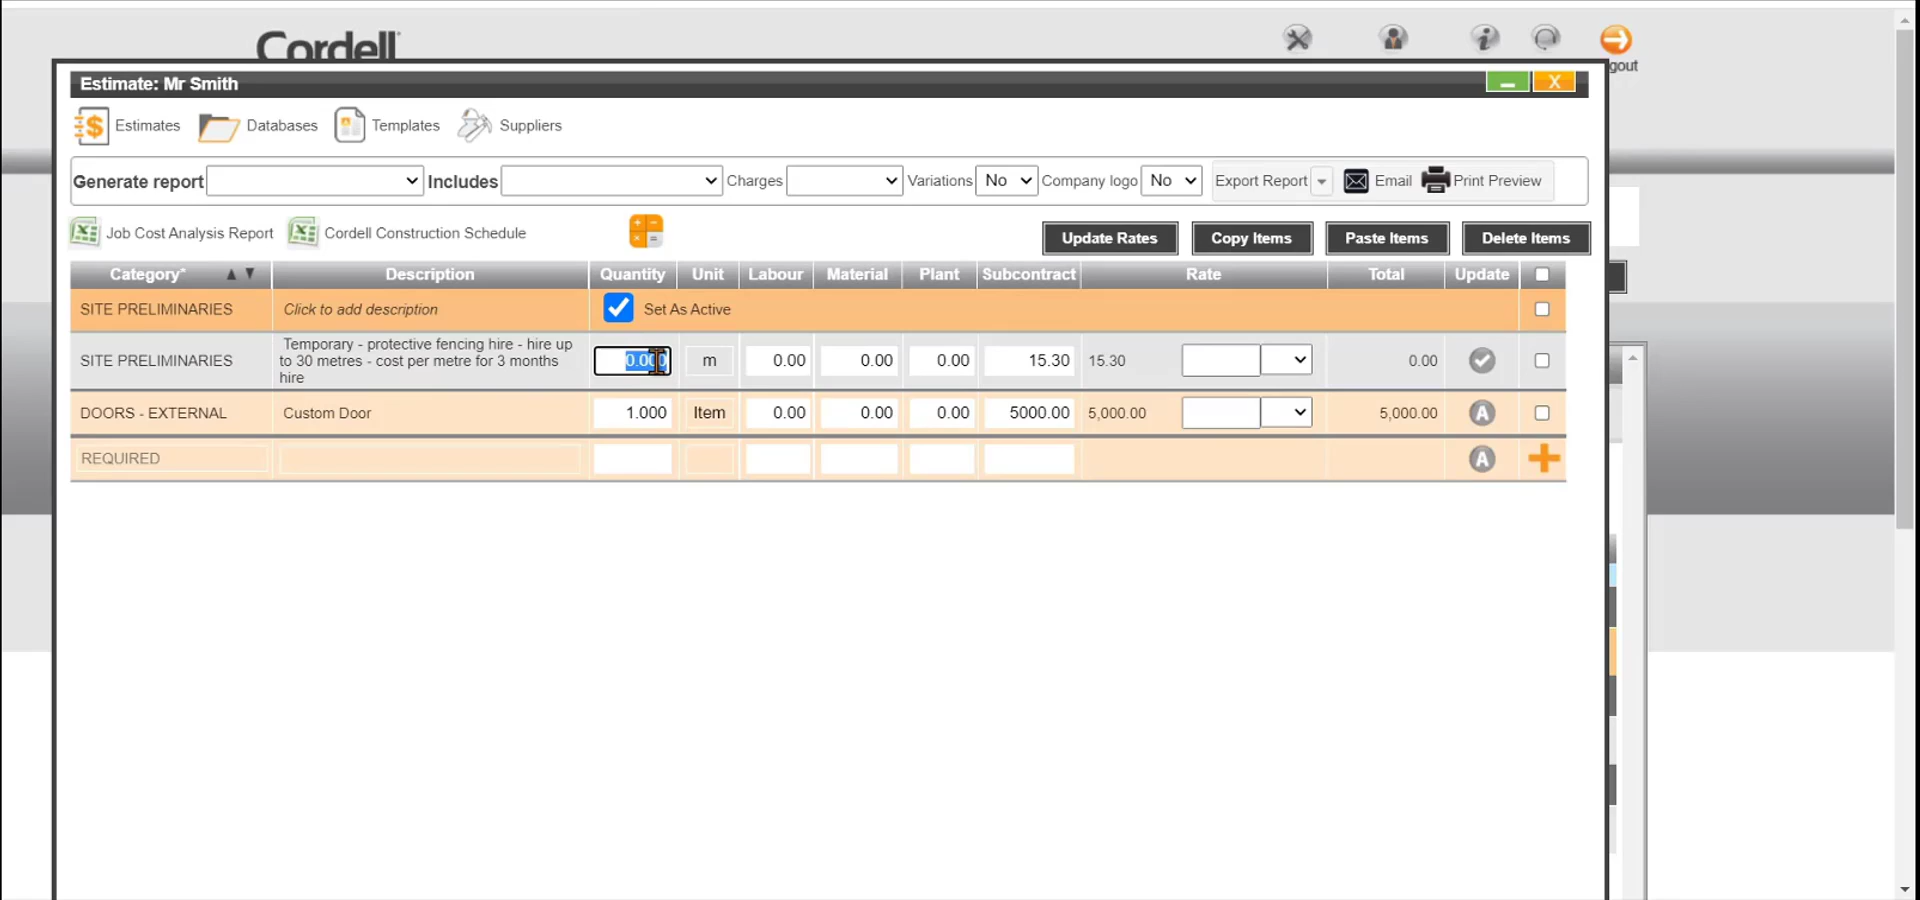 Cordell
gout
Estimate: Mr Smith
X
Estimates Databases Templates Suppliers
Generate report Includes Charges Variations No Company logo No Export Report Email Print Preview
Job Cost Analysis Report Cordell Construction Schedule Update Rates Copy Items Paste Items Delete Items
Category* Description Quantity Unit Labour Material Plant Subcontract Rate Total Update
SITE PRELIMINARIES Click to add description Set As Active
Temporary - protective fencing hire - hire up
SITE PRELIMINARIES to 30 metres - cost per metre for 3 months 0.000 m 0.00 0.00 0.00 15.30 15.30 0.00
hire
DOORS - EXTERNAL Custom Door 1.000 Item 0.00 0.00 0.00 5000.00 5,000.00 5,000.00 A
REQUIRED A